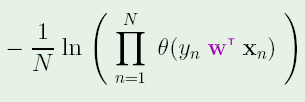 - 1/N ln ( ∏_{n=1}^{N} θ(y_n w^T x_n) )